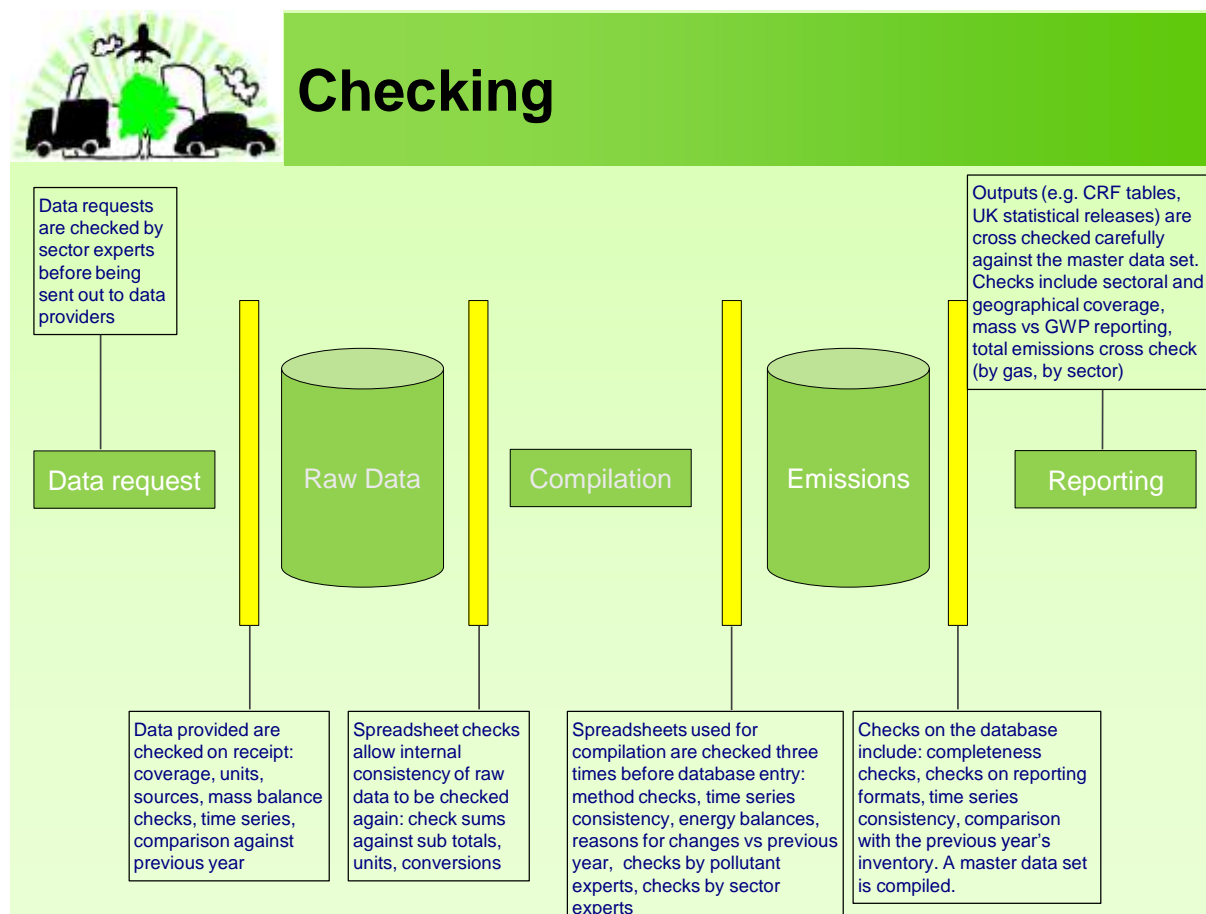 Checking
Data requests
are checked by
sector experts
before being
sent out to data
providers
Outputs (e.g. CRF tables,
UK statistical releases) are
cross checked carefully
against the master data set.
Checks include sectoral and
geographical coverage,
mass vs GWP reporting,
total emissions cross check
(by gas, by sector)
Data request
Raw Data
Compilation
Emissions
Reporting
Data provided are
checked on receipt:
coverage, units,
sources, mass balance
checks, time series,
comparison against
previous year
Spreadsheet checks
allow internal
consistency of raw
data to be checked
again: check sums
against sub totals,
units, conversions
Spreadsheets used for
compilation are checked three
times before database entry:
method checks, time series
consistency, energy balances,
reasons for changes vs previous
year, checks by pollutant
experts, checks by sector
experts
Checks on the database
include: completeness
checks, checks on reporting
formats, time series
consistency, comparison
with the previous year's
inventory. A master data set
is compiled.